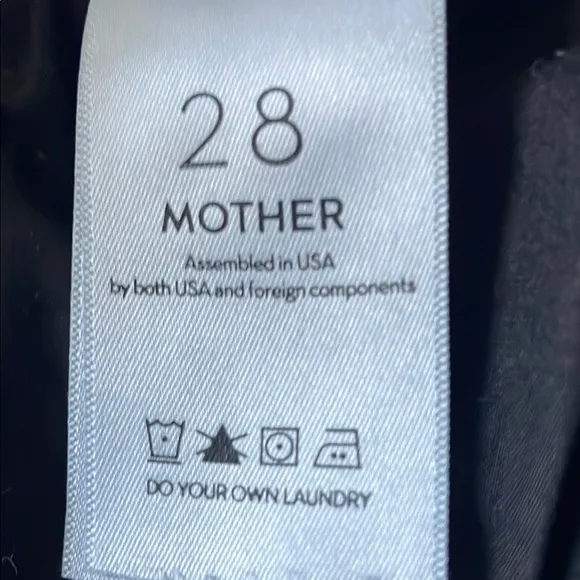 28
MOTHER
Assembled in USA
by both USA and foreign components
DO YOUR OWN LAUNDRY